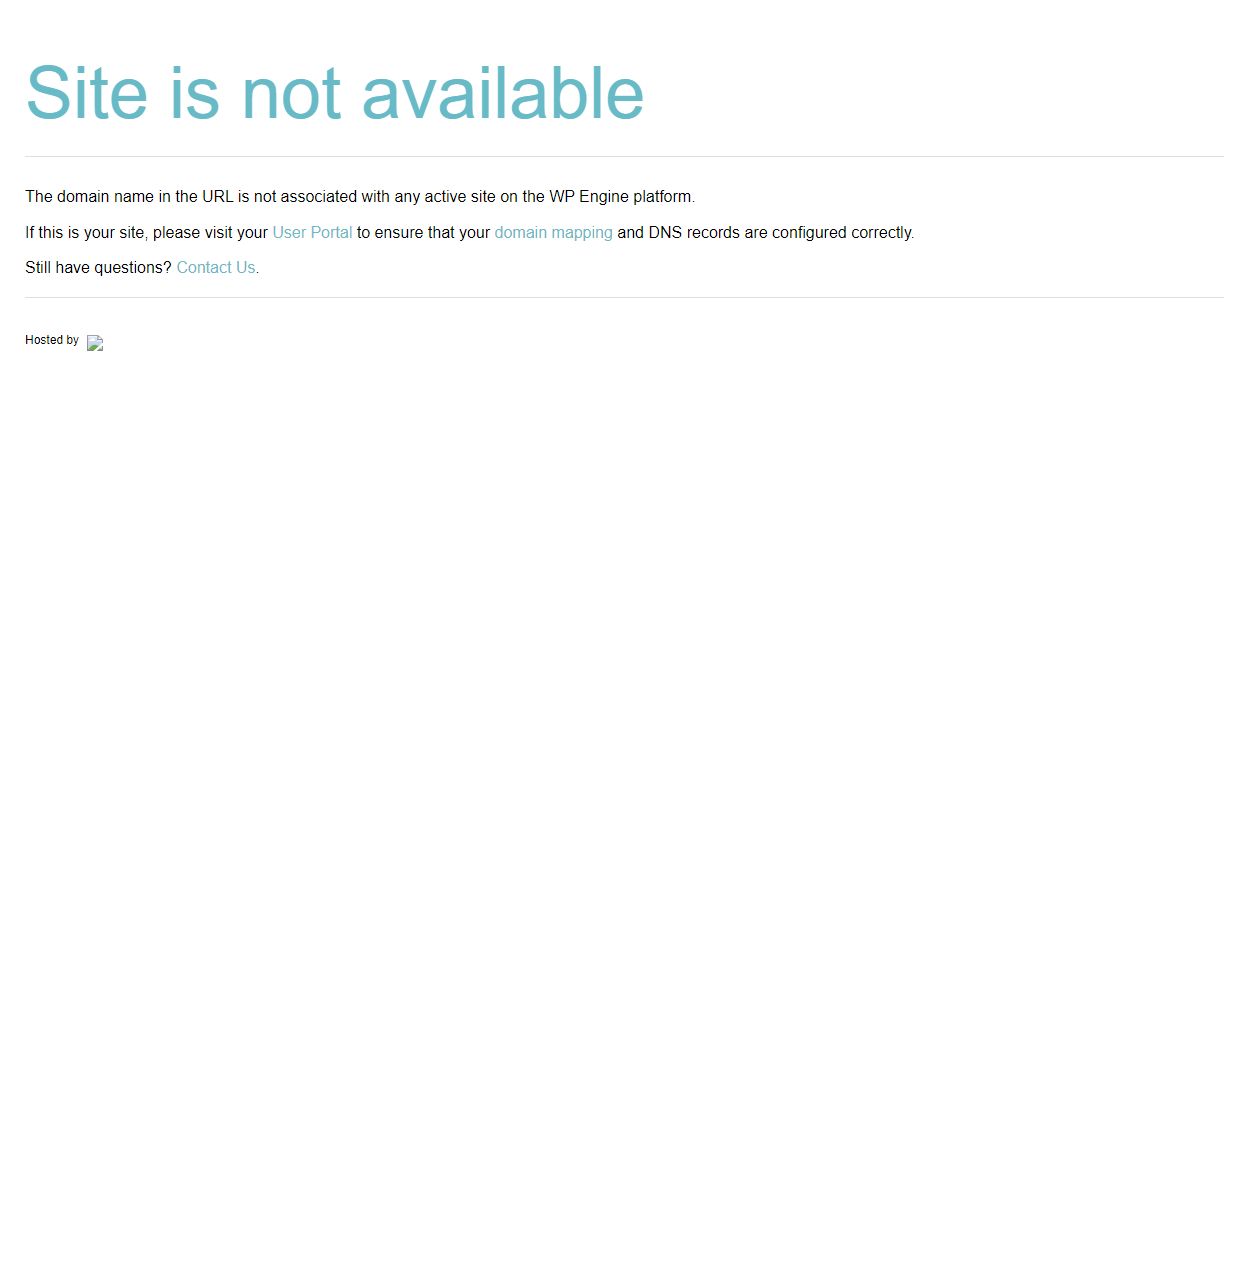 Site is not available
The domain name in the URL is not associated with any active site on the WP Engine platform.
If this is your site, please visit your User Portal to ensure that your domain mapping and DNS records are configured correctly.
Still have questions? Contact Us.
Hosted by